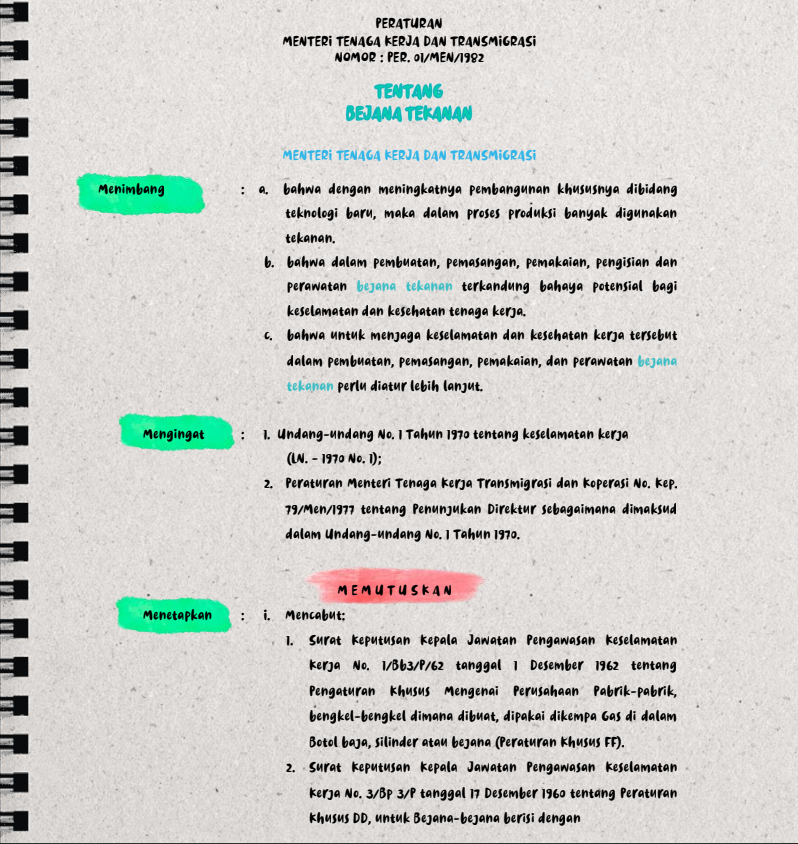 PERATURAN
MENTERI TENAGA KERJA DAN TRANSMIGRASI
NOMOR : PER. 01/MEN/1982
TENTANG
BEJANA TEKANAN
MENTERI TENAGA KERJA DAN TRANSMIGRASI
Menimbang : a. bahwa dengan meningkatnya pembangunan khususnya dibidang
teknologi baru, maka dalam proses produksi banyak digunakan
tekanan.
b. bahwa dalam pembuatan, pemasangan, pemakaian, pengisian dan
perawatan bejana tekanan terkandung bahaya potensial bagi
keselamatan dan kesehatan tenaga kerja.
c. bahwa untuk menjaga keselamatan dan kesehatan kerja tersebut
dalam pembuatan, pemasangan, pemakaian, dan perawatan bejana
tekanan perlu diatur lebih lanjut.
Mengingat : 1. Undang-undang No. 1 Tahun 1970 tentang keselamatan kerja
(LN. - 1970 No. 1);
2. Peraturan Menteri Tenaga Kerja Transmigrasi dan Koperasi No. Kep.
79/Men/1977 tentang Penunjukan Direktur sebagaimana dimaksud
dalam Undang-undang No. 1 Tahun 1970.
MEMUTUSKAN
Menetapkan : i. Mencabut:
1. Surat Keputusan Kepala Jawatan Pengawasan Keselamatan
Kerja No. 1/Bb3/P/62 tanggal 1 Desember 1962 tentang
Pengaturan Khusus Mengenai Perusahaan Pabrik-pabrik,
bengkel-bengkel dimana dibuat, dipakai dikempa Gas di dalam
Botol baja, silinder atau bejana (Peraturan Khusus FF).
2. Surat Keputusan Kepala Jawatan Pengawasan Keselamatan
Kerja No. 3/Bp 3/P tanggal 17 Desember 1960 tentang Peraturan
Khusus DD, untuk Bejana-bejana berisi dengan